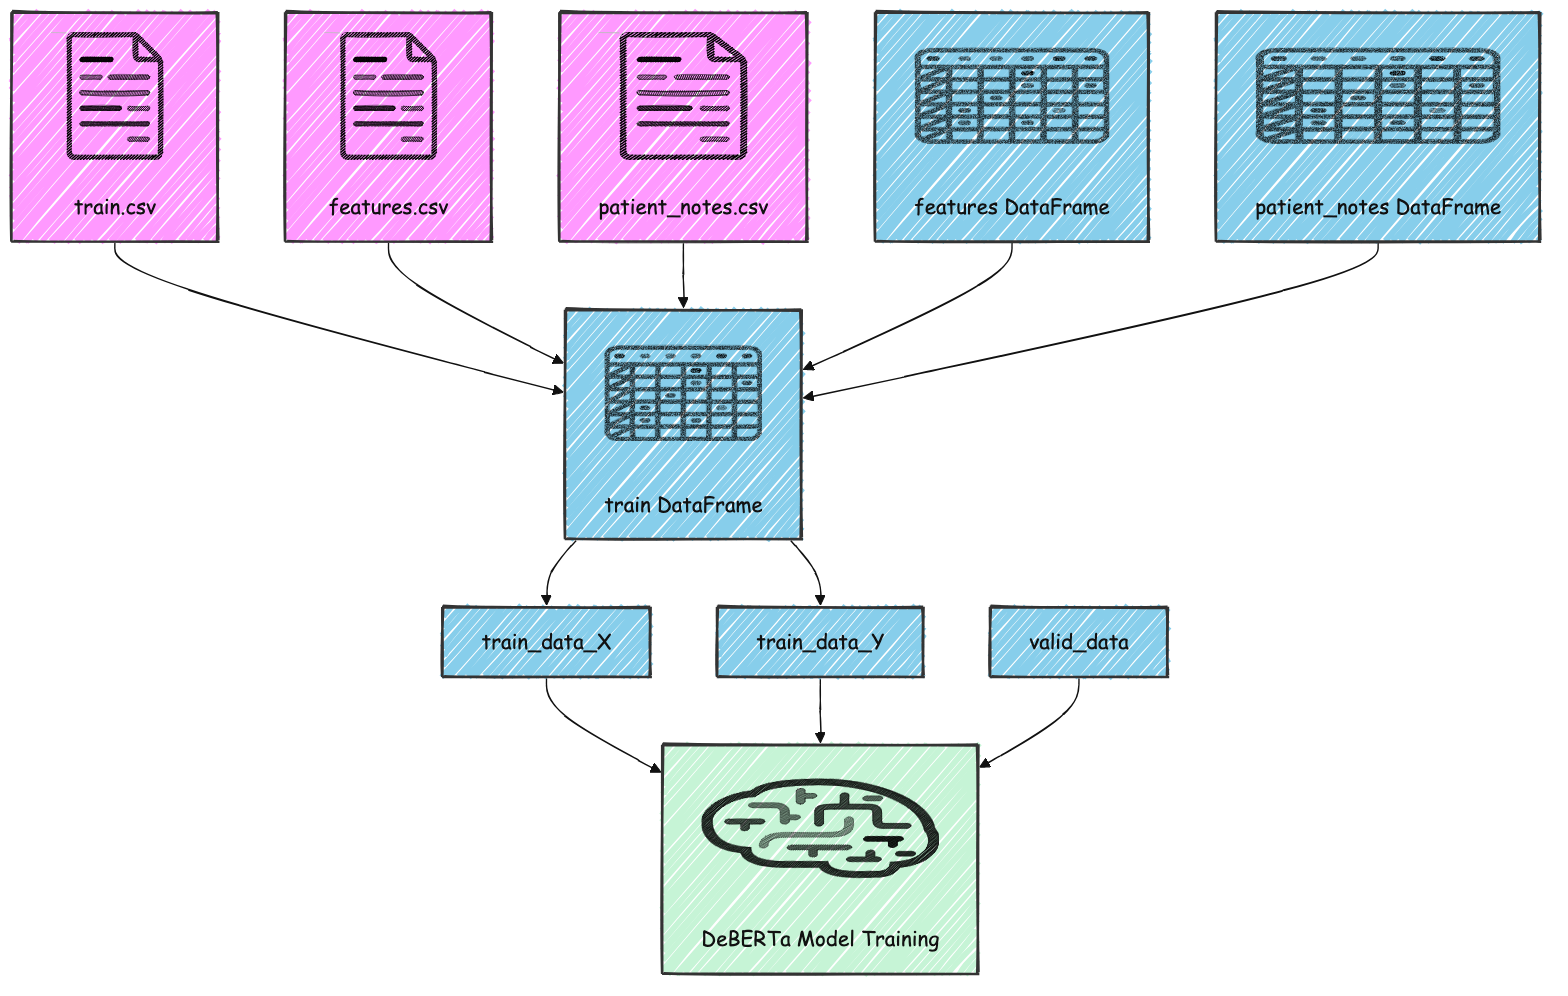 train.csv
features.csv
patient_notes.csv
features DataFrame
patient_notes DataFrame
train DataFrame
train_data_X
train_data_Y
valid_data
DeBERTa Model Training